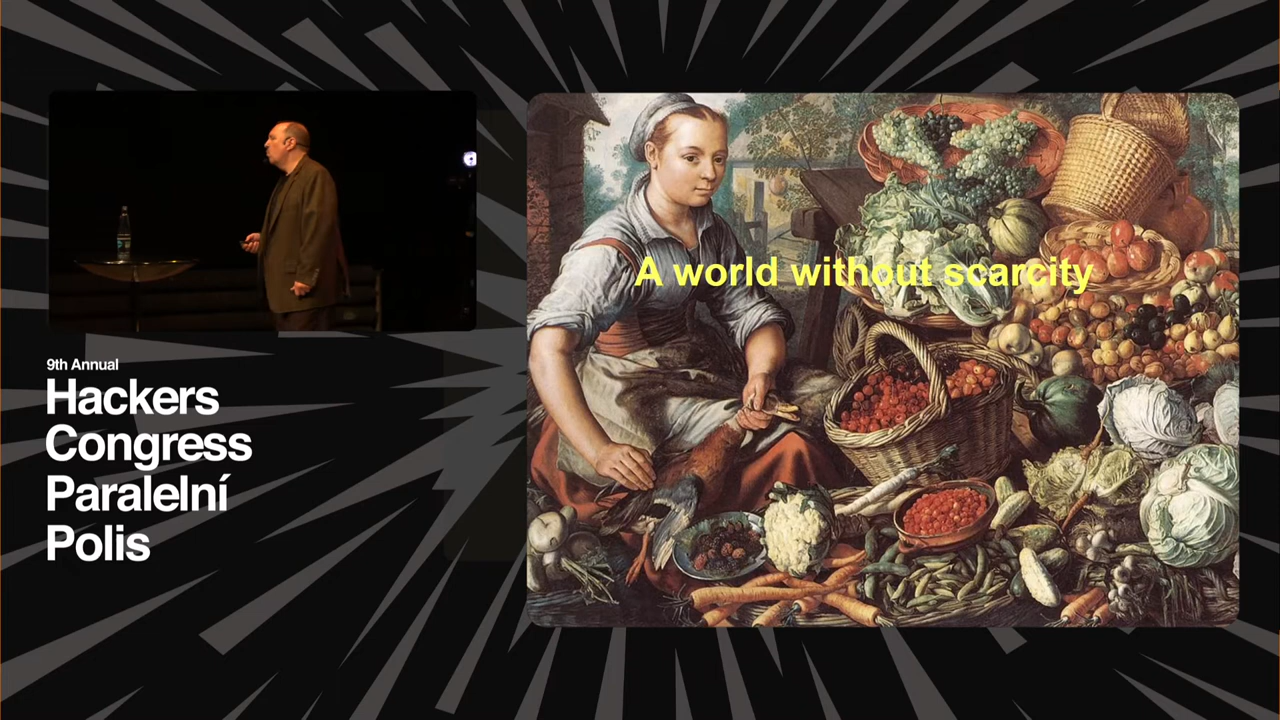 9th Annual
Hackers
Congress
Paralelní
Polis
A world without scarcity